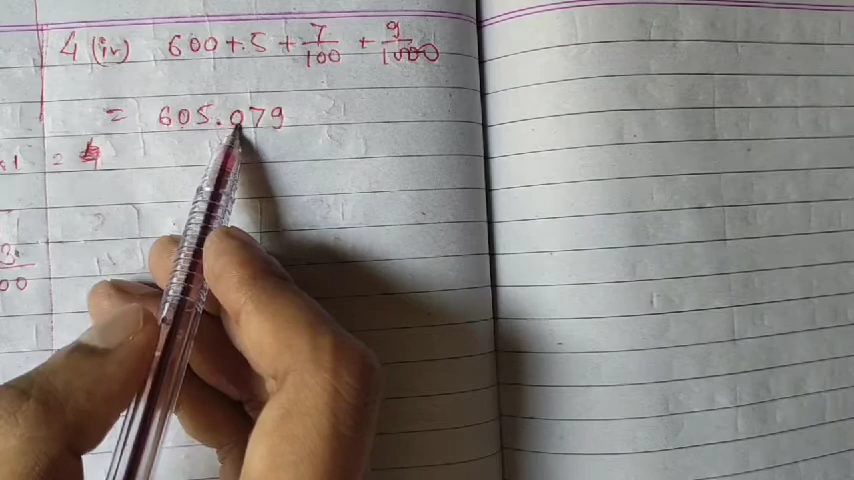 4 (iv) 600 + 5 + 7/100 + 9/1000
= 605.079
=